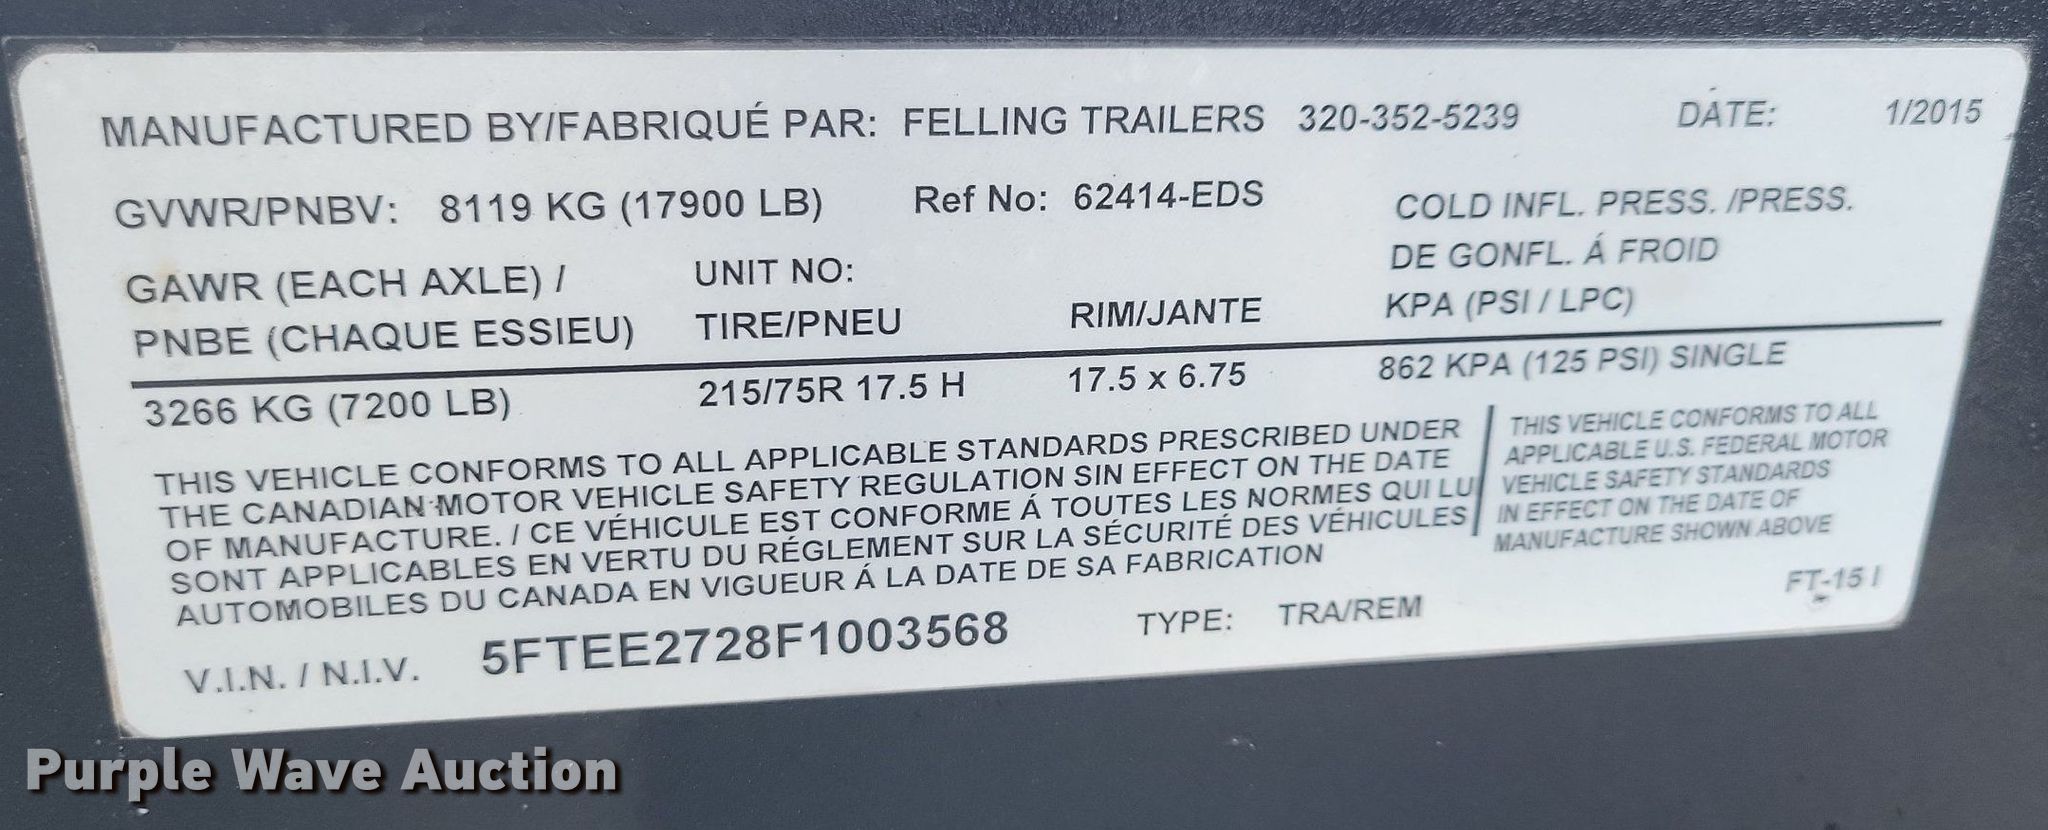 MANUFACTURED BY/FABRIQUÉ PAR: FELLING TRAILERS 320-352-5239 DATE: 1/2015
GVWR/PNBV: 8119 KG (17900 LB) Ref No: 62414-EDS COLD INFL. PRESS. /PRESS.
DE GONFL. Á FROID
GAWR (EACH AXLE) / UNIT NO:
PNBE (CHAQUE ESSIEU) TIRE/PNEU RIM/JANTE KPA (PSI / LPC)
3266 KG (7200 LB) 215/75R 17.5 H 17.5 x 6.75 862 KPA (125 PSI) SINGLE
THIS VEHICLE CONFORMS TO ALL APPLICABLE STANDARDS PRESCRIBED UNDER
THE CANADIAN MOTOR VEHICLE SAFETY REGULATION SIN EFFECT ON THE DATE
OF MANUFACTURE. / CE VÉHICULE EST CONFORME Á TOUTES LES NORMES QUI LU
SONT APPLICABLES EN VERTU DU RÉGLEMENT SUR LA SÉCURITÉ DES VÉHICULES
AUTOMOBILES DU CANADA EN VIGUEUR Á LA DATE DE SA FABRICATION
THIS VEHICLE CONFORMS TO ALL
APPLICABLE U.S. FEDERAL MOTOR
VEHICLE SAFETY STANDARDS
IN EFFECT ON THE DATE OF
MANUFACTURE SHOWN ABOVE
V.I.N. / N.I.V. 5FTEE2728F1003568 TYPE: TRA/REM FT-15 I
Purple Wave Auction